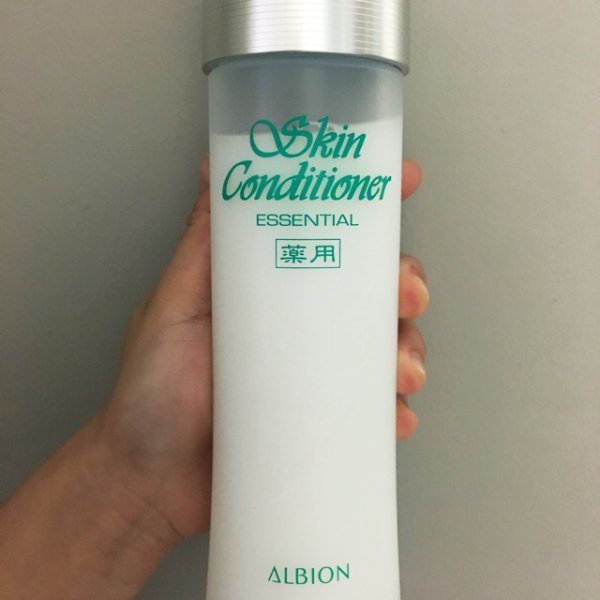 Skin
Conditioner
ESSENTIAL
薬用
ALBION